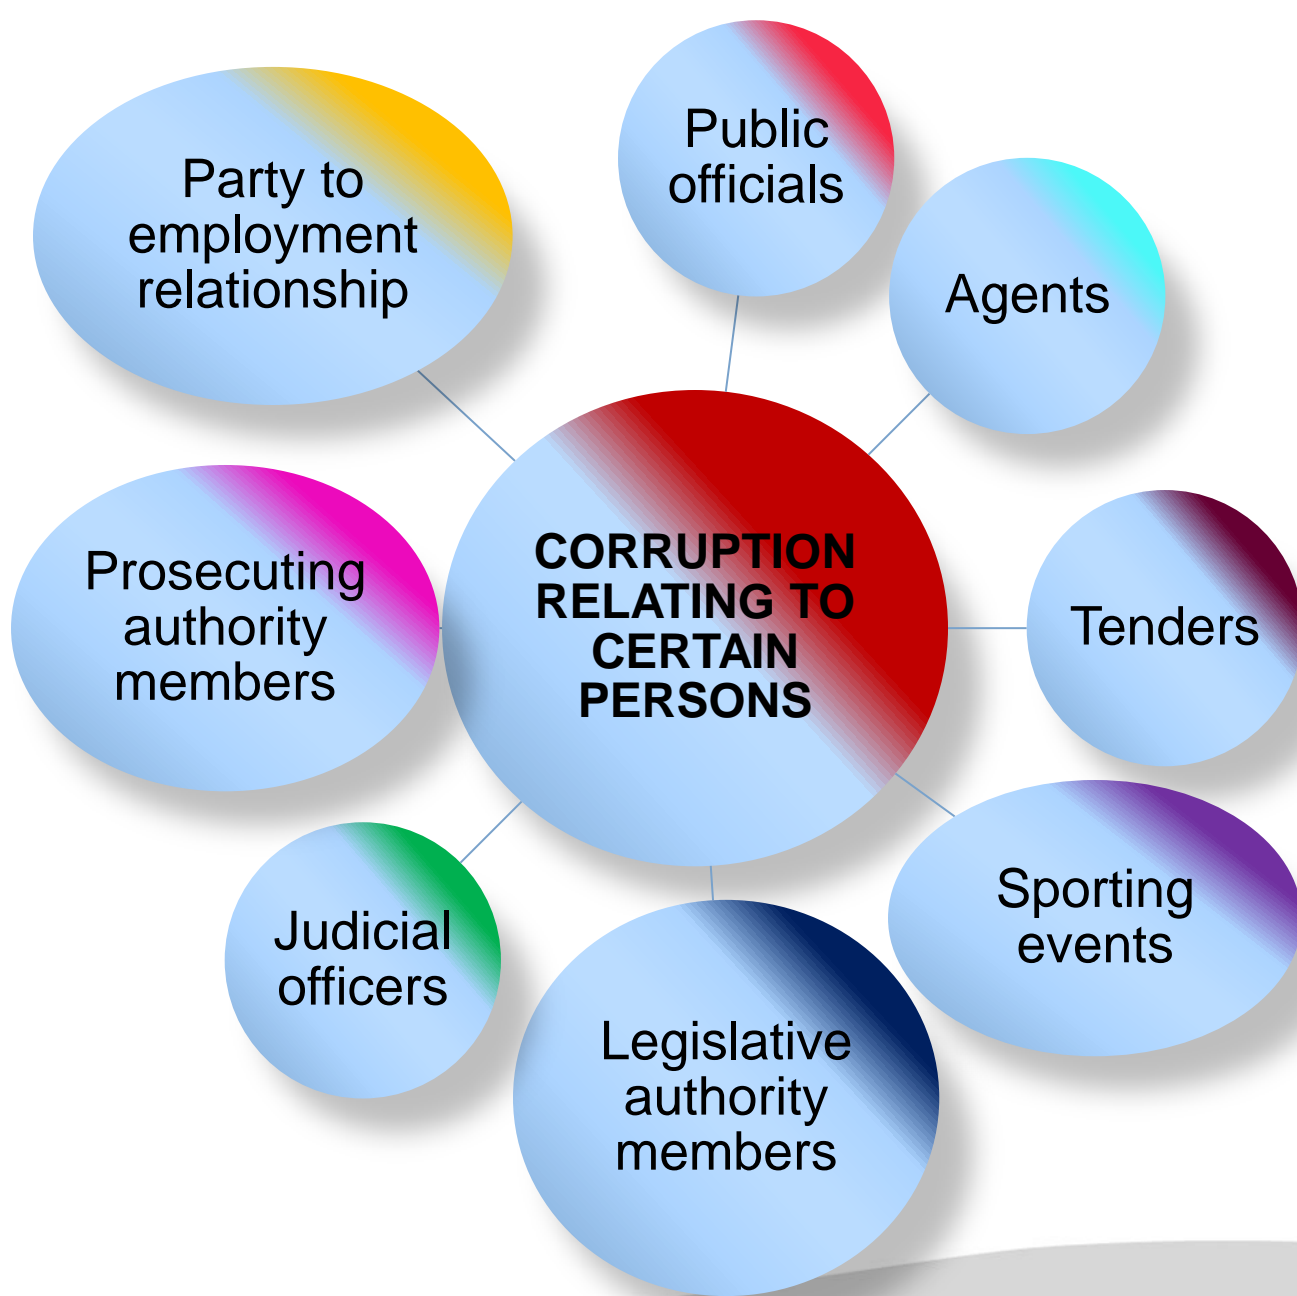 Public
officials
Party to
employment
relationship
Agents
CORRUPTION
RELATING TO
CERTAIN
PERSONS
Prosecuting
authority
members
Tenders
Sporting
events
Judicial
officers
Legislative
authority
members